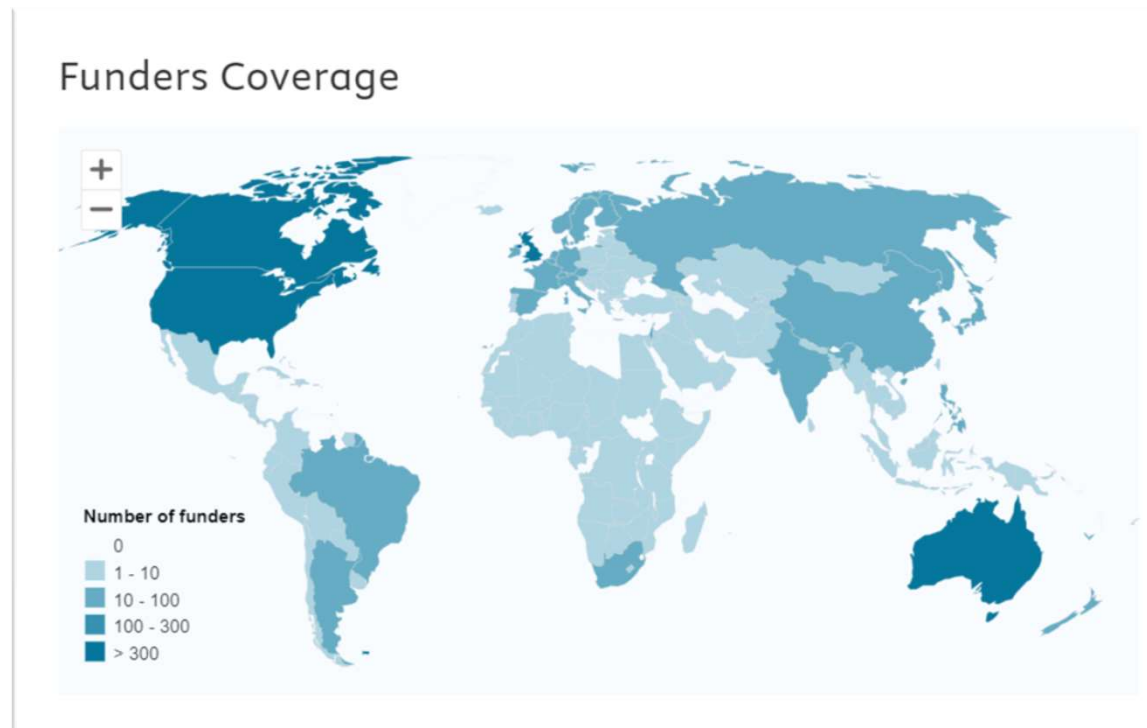 Funders Coverage
+
−
Number of funders
0
1 - 10
10 - 100
100 - 300
> 300